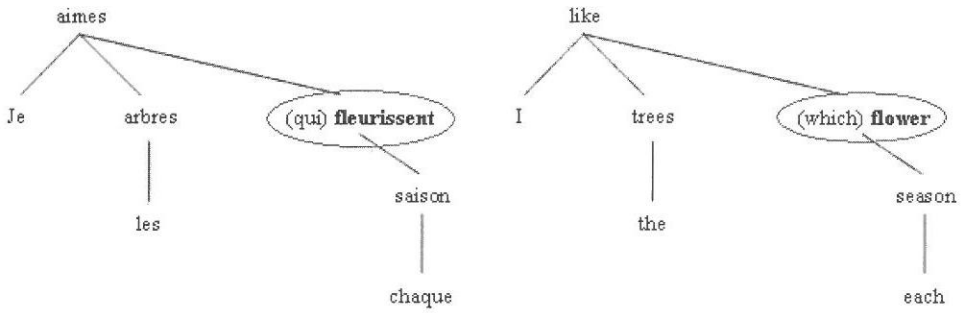 aimes
Je arbres (qui) fleurissent
saison
les
chaque
like
I trees (which) flower
season
the
each